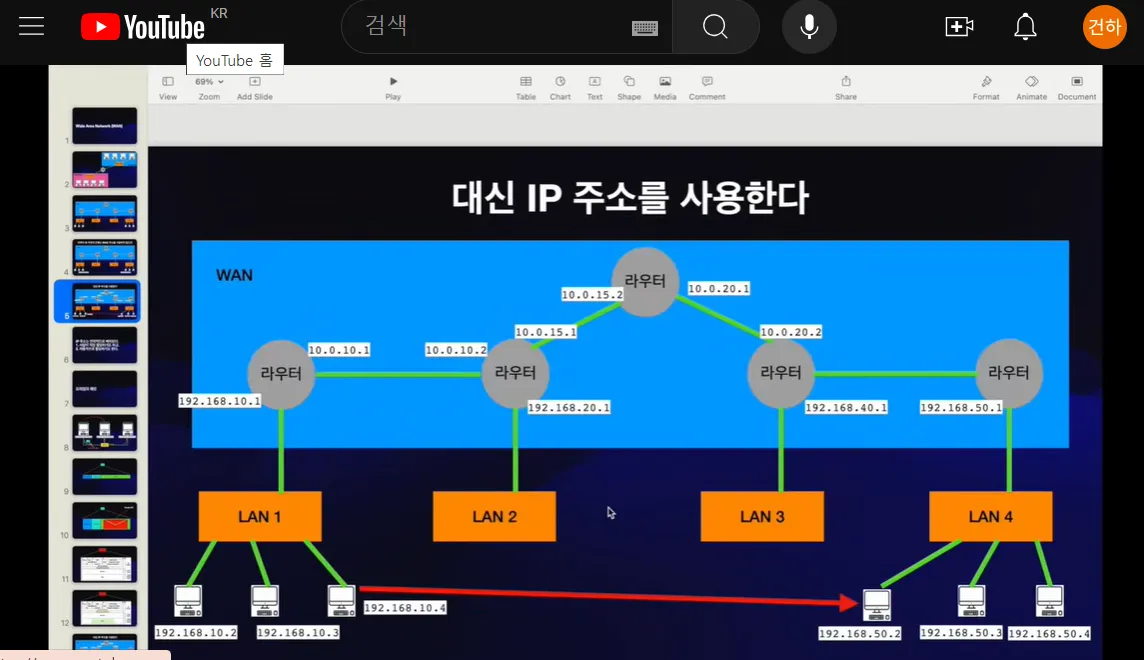 YouTube KR
검색
건하
YouTube 홈
View
69%
Zoom
Add Slide
Play
Table
Chart
Text
Shape
Media
Comment
Share
Format
Animate
Document
1
Wide Area Network (WAN)
2
3
4
5
6
7
8
9
10
11
12
대신 IP 주소를 사용한다
WAN
라우터
10.0.15.2
10.0.20.1
10.0.15.1
10.0.20.2
10.0.10.1
10.0.10.2
라우터
라우터
라우터
라우터
192.168.10.1
192.168.20.1
192.168.40.1
192.168.50.1
LAN 1
LAN 2
LAN 3
LAN 4
192.168.10.4
192.168.10.2
192.168.10.3
192.168.50.2
192.168.50.3
192.168.50.4